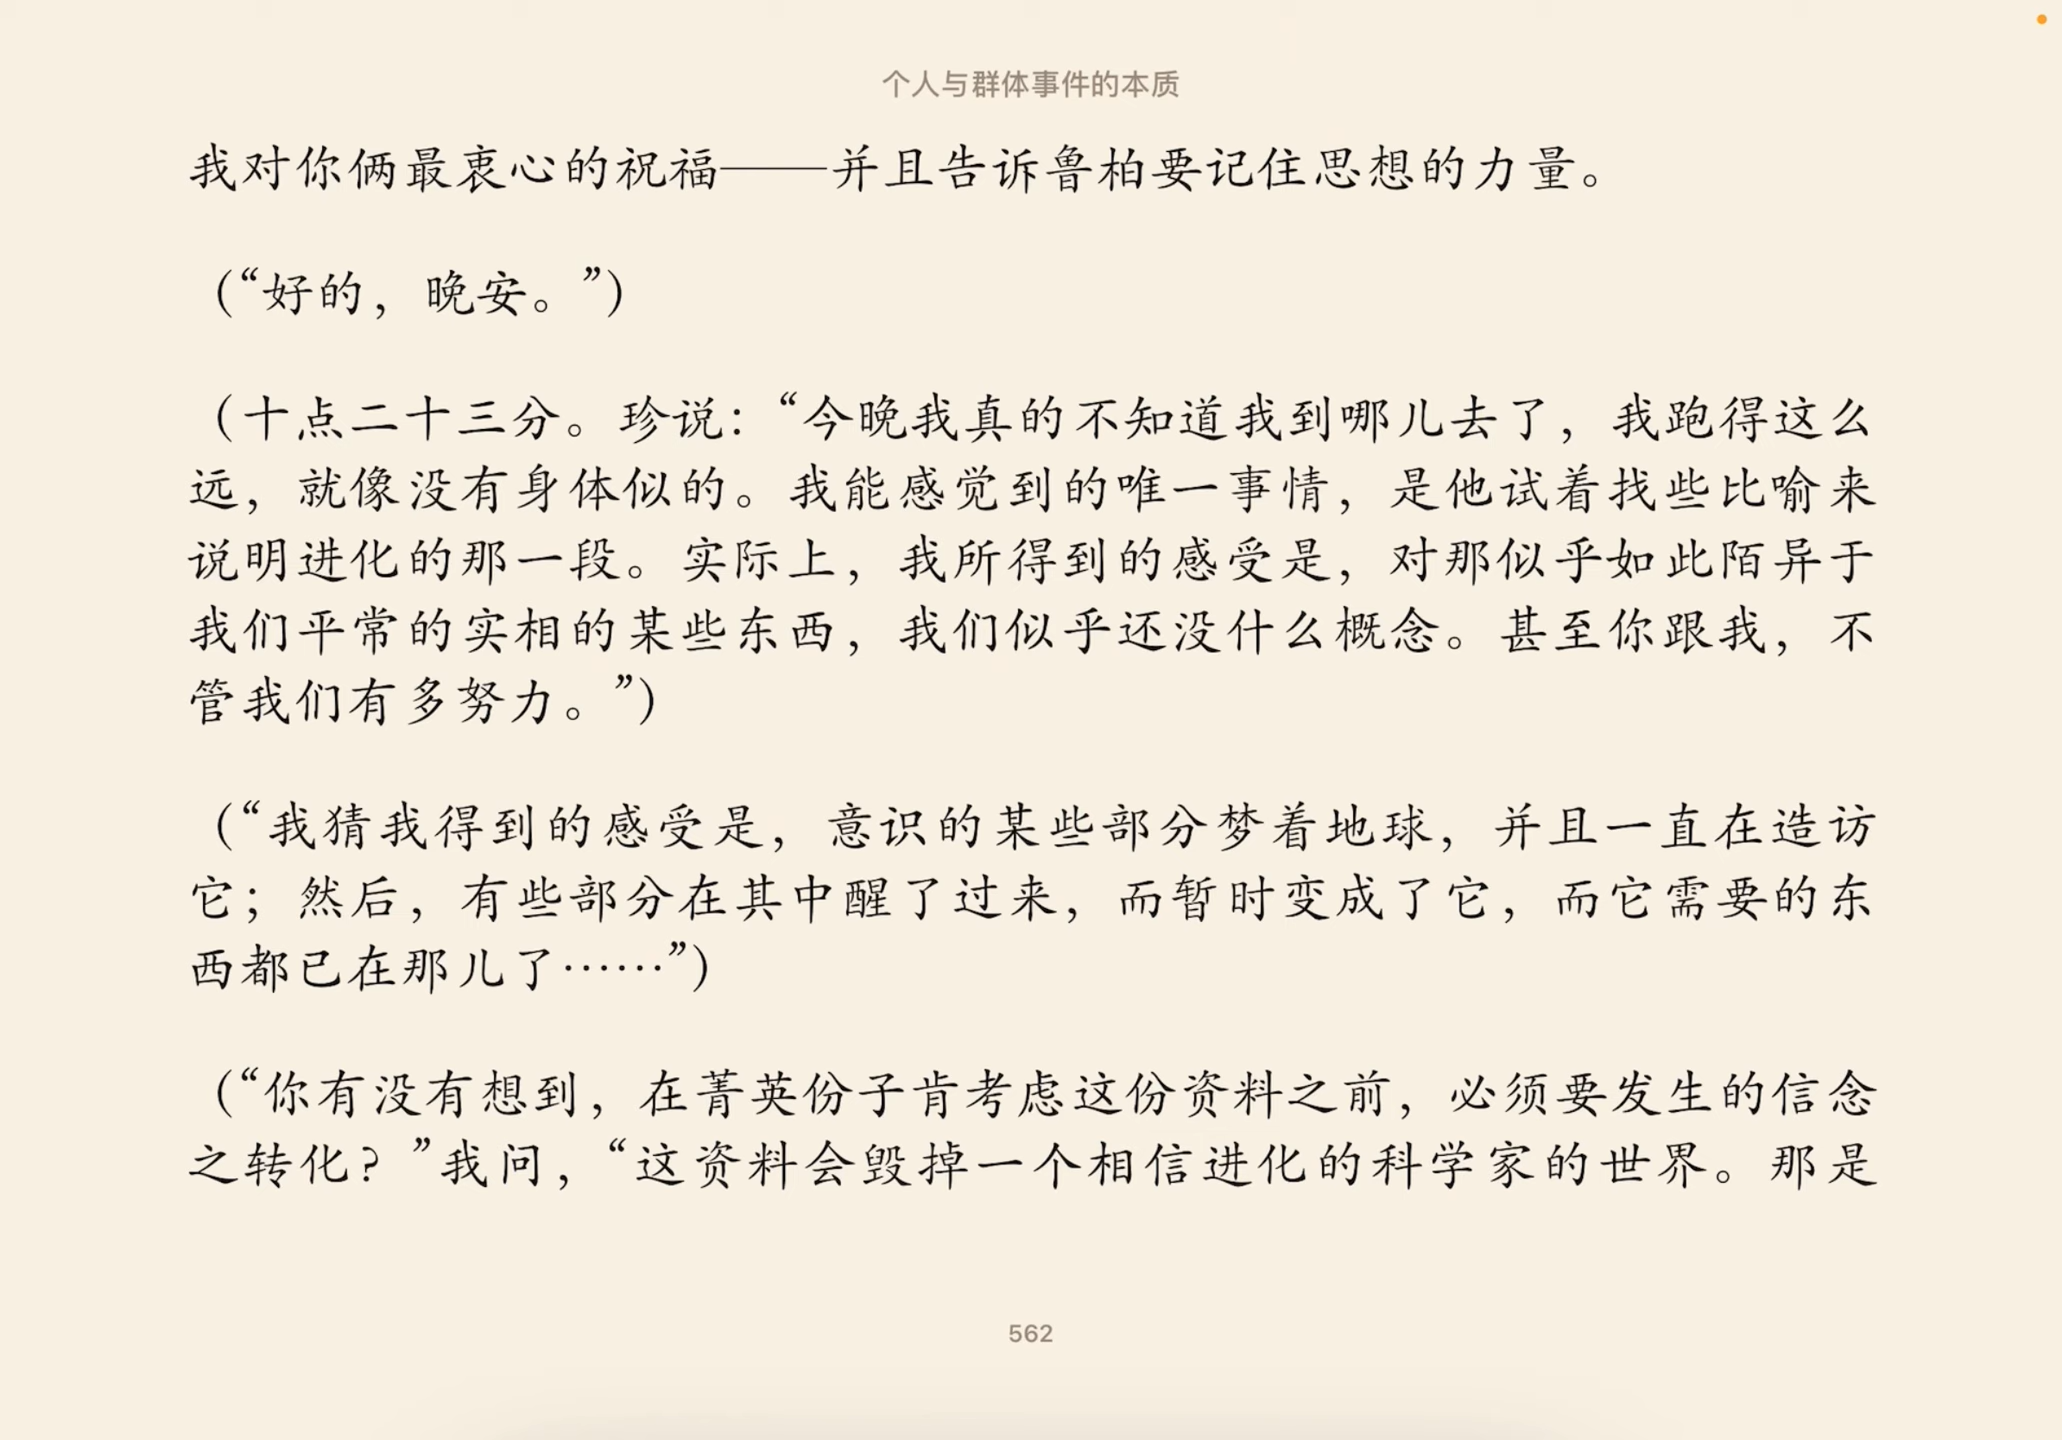 个人与群体事件的本质
我对你俩最衷心的祝福——并且告诉鲁柏要记住思想的力量。
（“好的，晚安。”）
（十点二十三分。珍说：“今晚我真的不知道我到哪儿去了，我跑得这么
远，就像没有身体似的。我能感觉到的唯一事情，是他试着找些比喻来
说明进化的那一段。实际上，我所得到的感受是，对那似乎如此陌异于
我们平常的实相的某些东西，我们似乎还没什么概念。甚至你跟我，不
管我们有多努力。”）
（“我猜我得到的感受是，意识的某些部分梦着地球，并且一直在造访
它；然后，有些部分在其中醒了过来，而暂时变成了它，而它需要的东
西都已在那儿了……”）
（“你有没有想到，在菁英份子肯考虑这份资料之前，必须要发生的信念
之转化？”我问，“这资料会毁掉一个相信进化的科学家的世界。那是
562